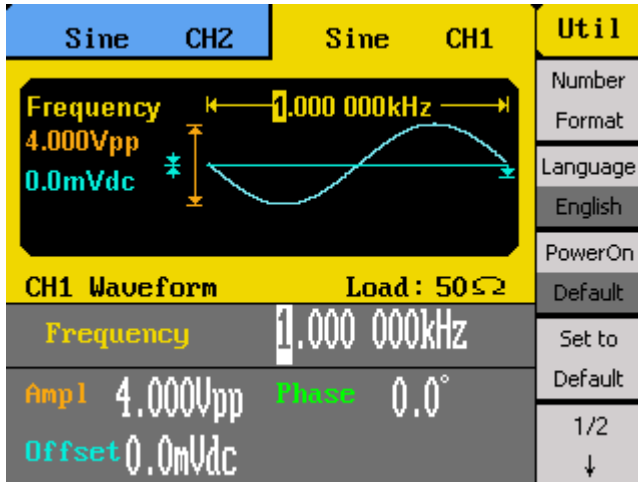 Sine CH2
Sine CH1
Util
Frequency 1.000 000kHz
4.000Vpp
0.0mVdc
CH1 Waveform Load: 50Ω
Frequency 1.000 000kHz
Ampl 4.000Vpp Phase 0.0°
Offset 0.0mVdc
Number
Format
Language
English
PowerOn
Default
Set to
Default
1/2
↓